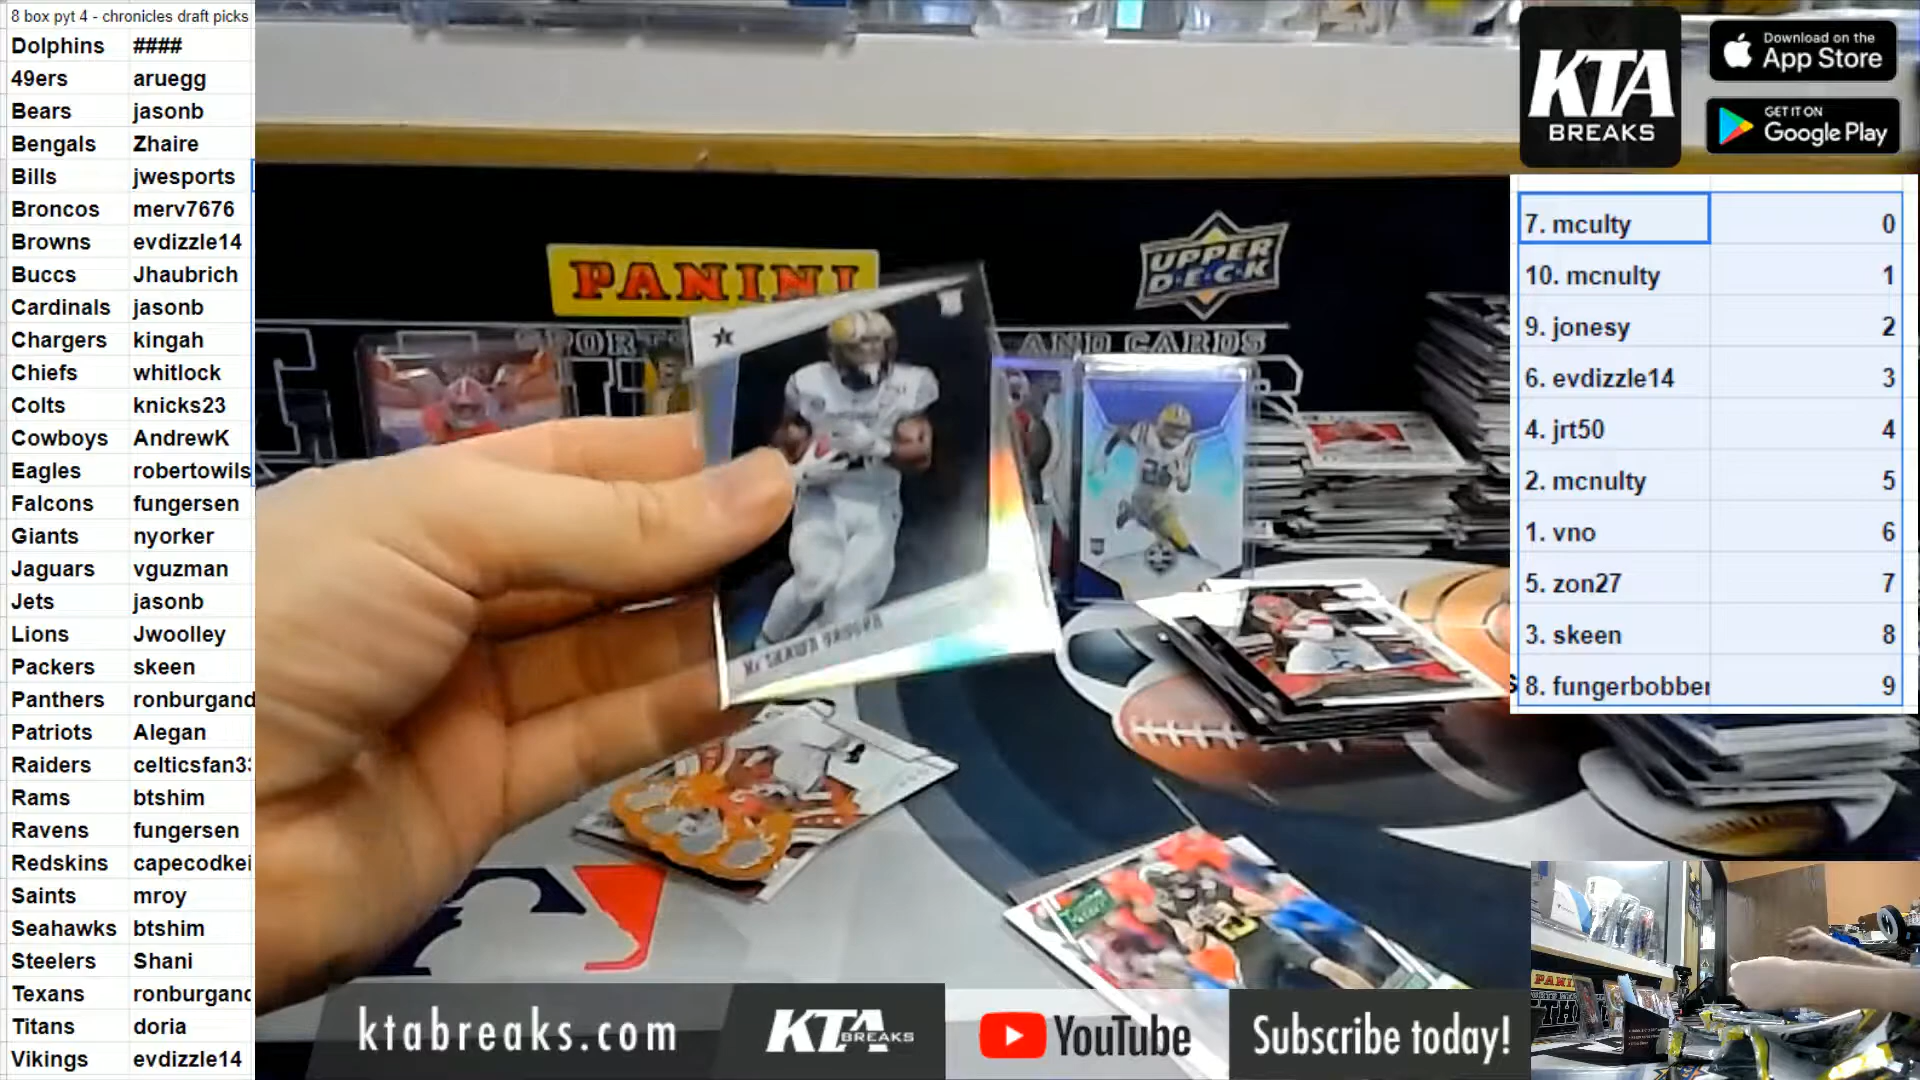 8 box pyt 4 - chronicles draft picks
Dolphins ####
49ers aruegg
Bears jasonb
Bengals Zhaire
Bills jwesports
Broncos merv7676
Browns evdizzle14
Buccs Jhaubrich
Cardinals jasonb
Chargers kingah
Chiefs whitlock
Colts knicks23
Cowboys AndrewK
Eagles robertowils
Falcons fungersen
Giants nyorker
Jaguars vguzman
Jets jasonb
Lions Jwoolley
Packers skeen
Panthers ronburgand
Patriots Alegan
Raiders celticsfan3
Rams btshim
Ravens fungersen
Redskins capecodkei
Saints mroy
Seahawks btshim
Steelers Shani
Texans ronburgand
Titans doria
Vikings evdizzle14
PANINI
UPPER
DECK
AND CARDS
KTA
BREAKS
Download on the
App Store
GET IT ON
Google Play
7. mculty 0
10. mcnulty 1
9. jonesy 2
6. evdizzle14 3
4. jrt50 4
2. mcnulty 5
1. vno 6
5. zon27 7
3. skeen 8
8. fungerbobber 9
ktabreaks.com
KTA BREAKS
YouTube
Subscribe today!